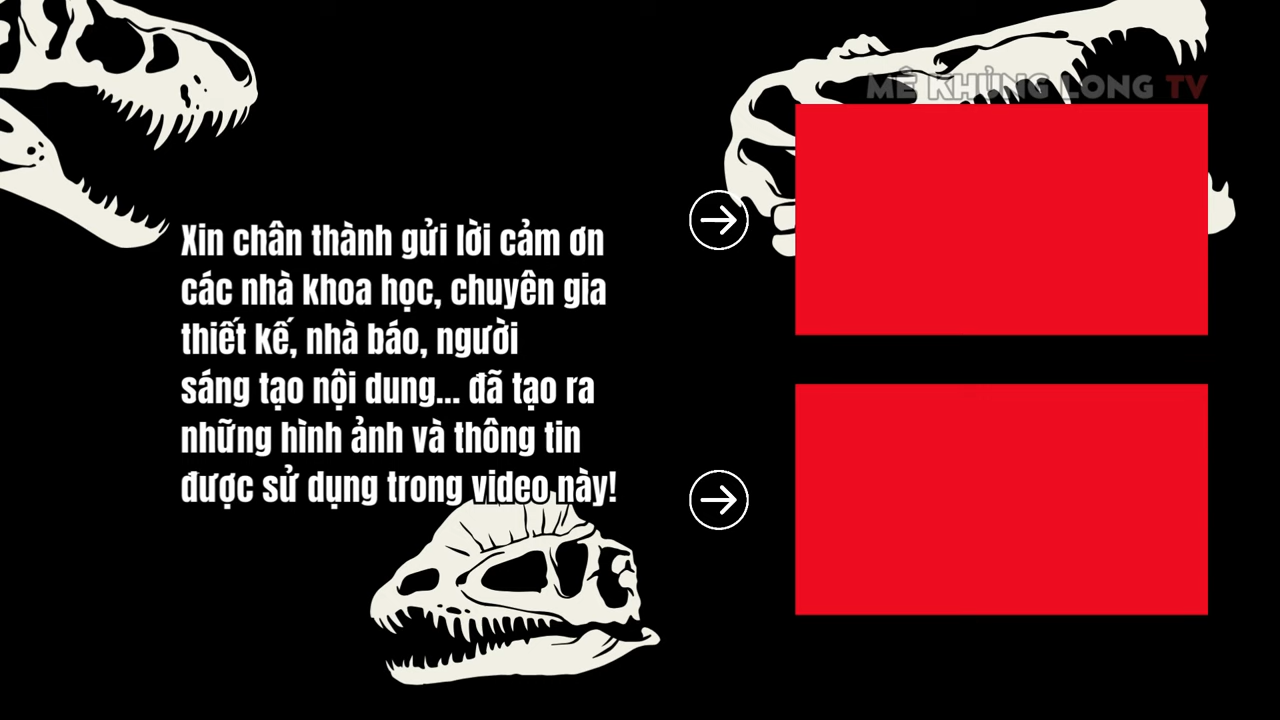 MÊ KHỦNG LONG TV
Xin chân thành gửi lời cảm ơn
các nhà khoa học, chuyên gia
thiết kế, nhà báo, người
sáng tạo nội dung... đã tạo ra
những hình ảnh và thông tin
được sử dụng trong video này!